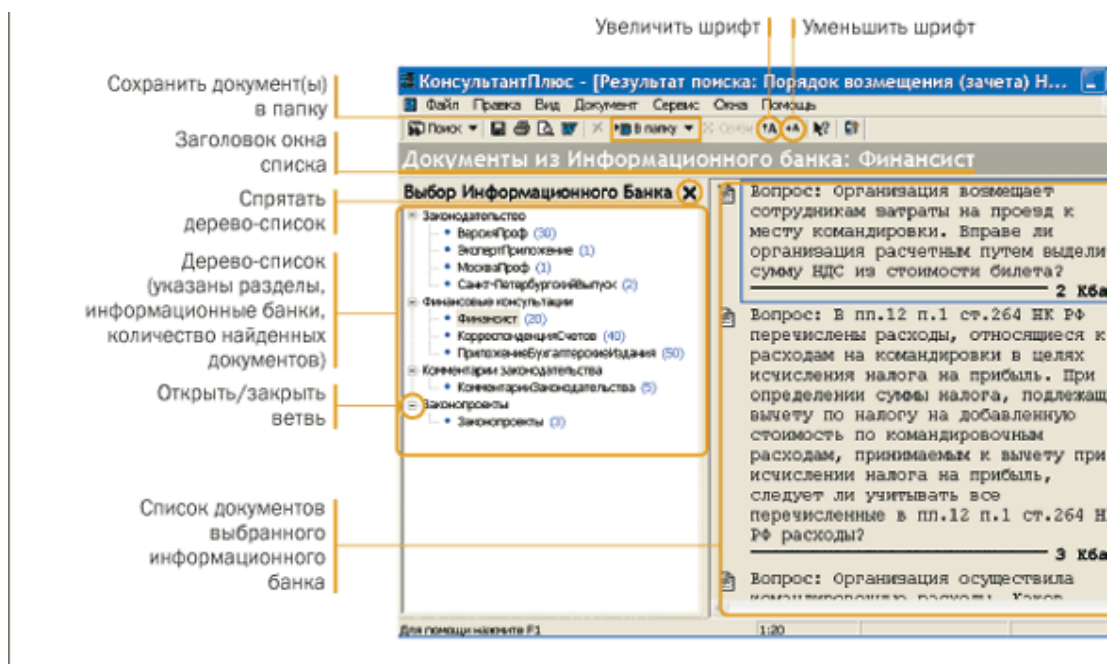 Увеличить шрифт
Уменьшить шрифт
Сохранить документ(ы)
в папку
Заголовок окна
списка
Спрятать
дерево-список
Дерево-список
(указаны разделы,
информационные банки,
количество найденных
документов)
Открыть/закрыть
ветвь
Список документов
выбранного
информационного
банка
КонсультантПлюс - [Результат поиска: Порядок возмещения (зачета) Н...
Файл Правка Вид Документ Сервис Окна Помощь
Поиск В папку Связи
Документы из Информационного банка: Финансист
Выбор Информационного Банка
Законодательство
ВерсияПроф (30)
ЭкспертПриложение (1)
МоскваПроф (1)
Санкт-ПетербургскийВыпуск (2)
Финансовые консультации
Финансист (20)
КорреспонденцияСчетов (40)
ПриложениеБухгалтерскиеИздания (50)
Комментарии законодательства
КомментарииЗаконодательства (5)
Законопроекты
Законопроекты (3)
Вопрос: Организация возмещает
сотрудникам затраты на проезд к
месту командировки. Вправе ли
организация расчетным путем выдели
сумму НДС из стоимости билета?
2 Кба
Вопрос: В пп.12 п.1 ст.264 НК РФ
перечислены расходы, относящиеся к
расходам на командировки в целях
исчисления налога на прибыль. При
определении суммы налога, подлежащ
вычету по налогу на добавленную
стоимость по командировочным
расходам, принимаемым к вычету при
исчислении налога на прибыль,
следует ли учитывать все
перечисленные в пп.12 п.1 ст.264 Н
РФ расходы?
3 Кба
Вопрос: Организация осуществила
командировочные расходы. Каков
Для помощи нажмите F1
1:20